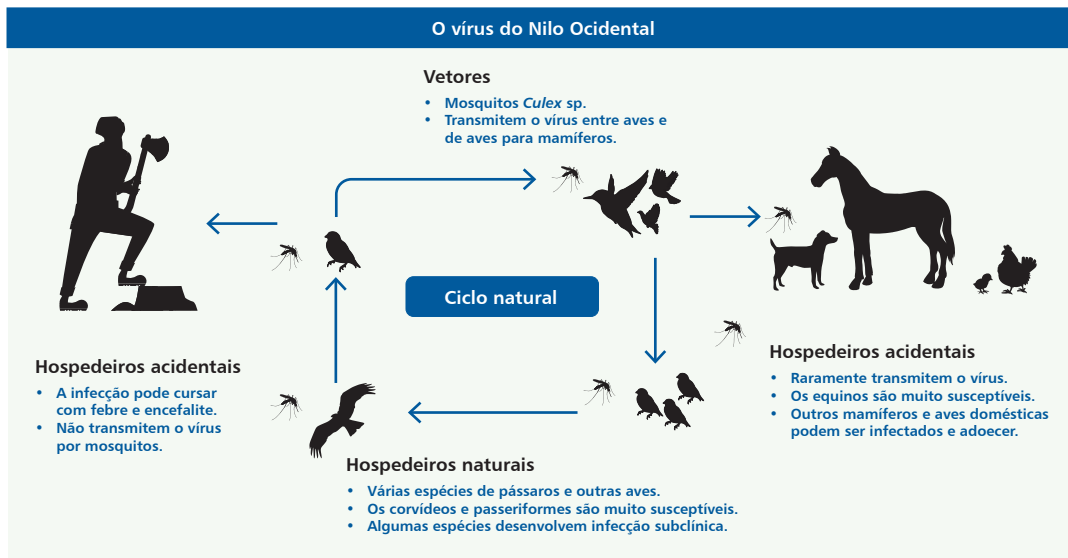 O vírus do Nilo Ocidental
Vetores
• Mosquitos Culex sp.
• Transmitem o vírus entre aves e
de aves para mamíferos.
Ciclo natural
Hospedeiros acidentais
• A infecção pode cursar
com febre e encefalite.
• Não transmitem o vírus
por mosquitos.
Hospedeiros acidentais
• Raramente transmitem o vírus.
• Os equinos são muito susceptíveis.
• Outros mamíferos e aves domésticas
podem ser infectados e adoecer.
Hospedeiros naturais
• Várias espécies de pássaros e outras aves.
• Os corvídeos e passeriformes são muito susceptíveis.
• Algumas espécies desenvolvem infecção subclínica.